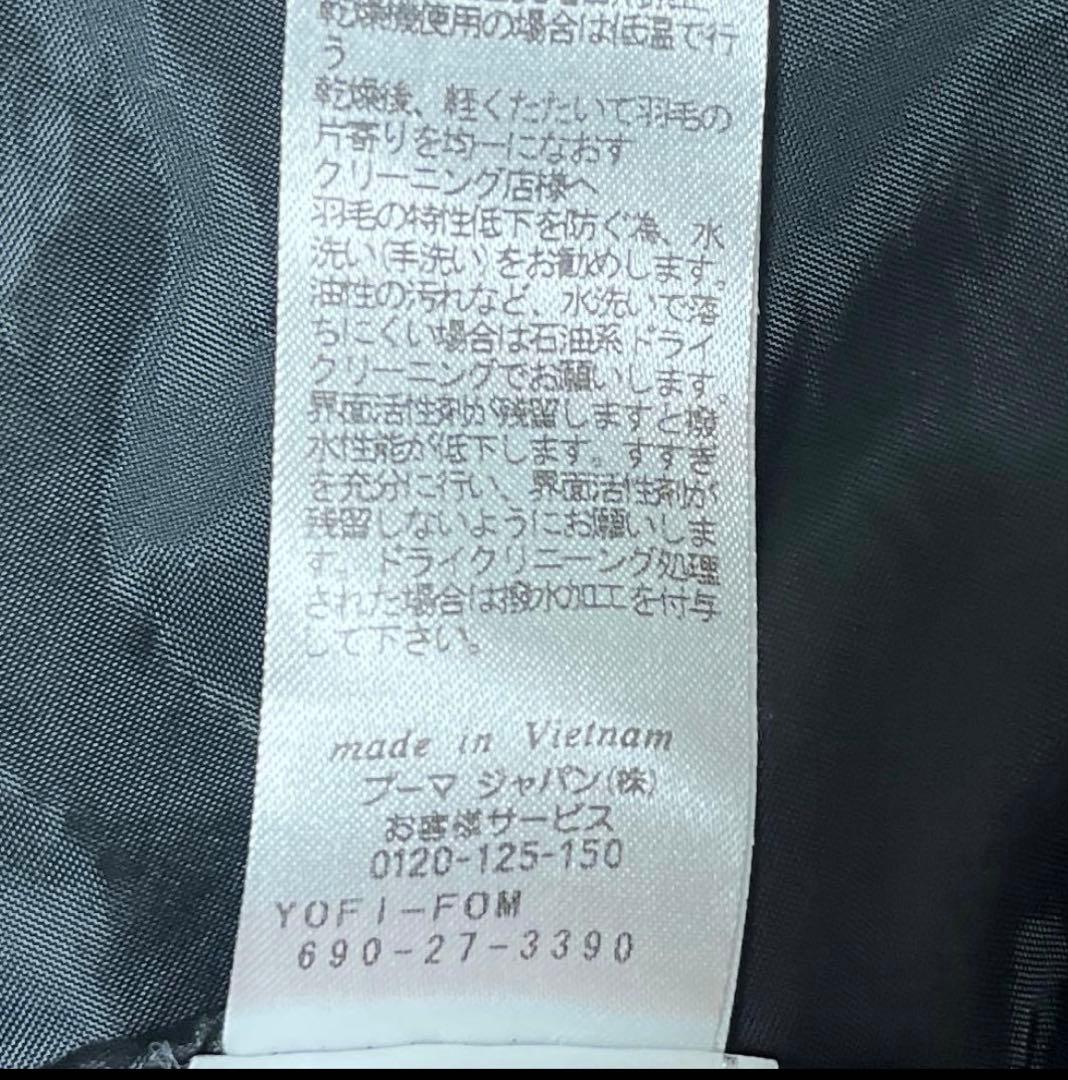 乾燥機使用の場合は低温で行
う
乾燥後、軽くたたいて羽毛の
片寄りを均一になおす
クリーニング店様へ
羽毛の特性低下を防ぐ為、水
洗い(手洗い)をお勧めします。
油性の汚れなど、水洗いで落
ちにくい場合は石油系ドライ
クリーニングでお願いします。
界面活性剤が残留しますと撥
水性能が低下します。すすぎ
を充分に行い、界面活性剤が
残留しないようにお願いしま
す。ドライクリニーング処理
された場合は撥水加工を付与
して下さい。
made in Vietnam
プーマ ジャパン(株)
お客様サービス
0120-125-150
YOFI-FOM
690-27-3390